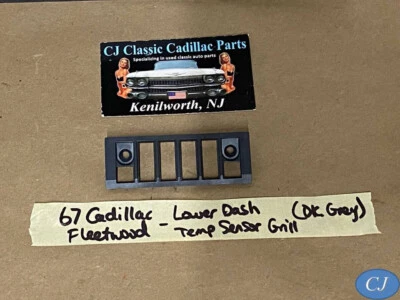 CJ Classic Cadillac Parts
Specializing in used classic auto parts
Kenilworth, NJ
67 Cadillac - Lower Dash (Dk Grey)
Fleetwood Temp Sensor Grill
CJ